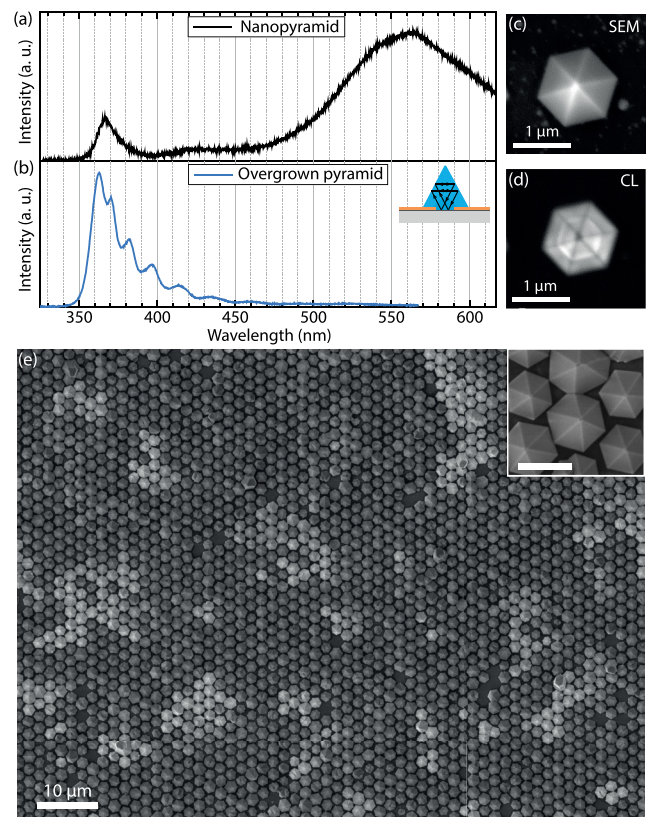 (a)
Nanopyramid
Intensity (a. u.)
(b)
Overgrown pyramid
Intensity (a. u.)
350 400 450 500 550 600
Wavelength (nm)
(c) SEM
1 μm
(d) CL
1 μm
(e)
10 μm